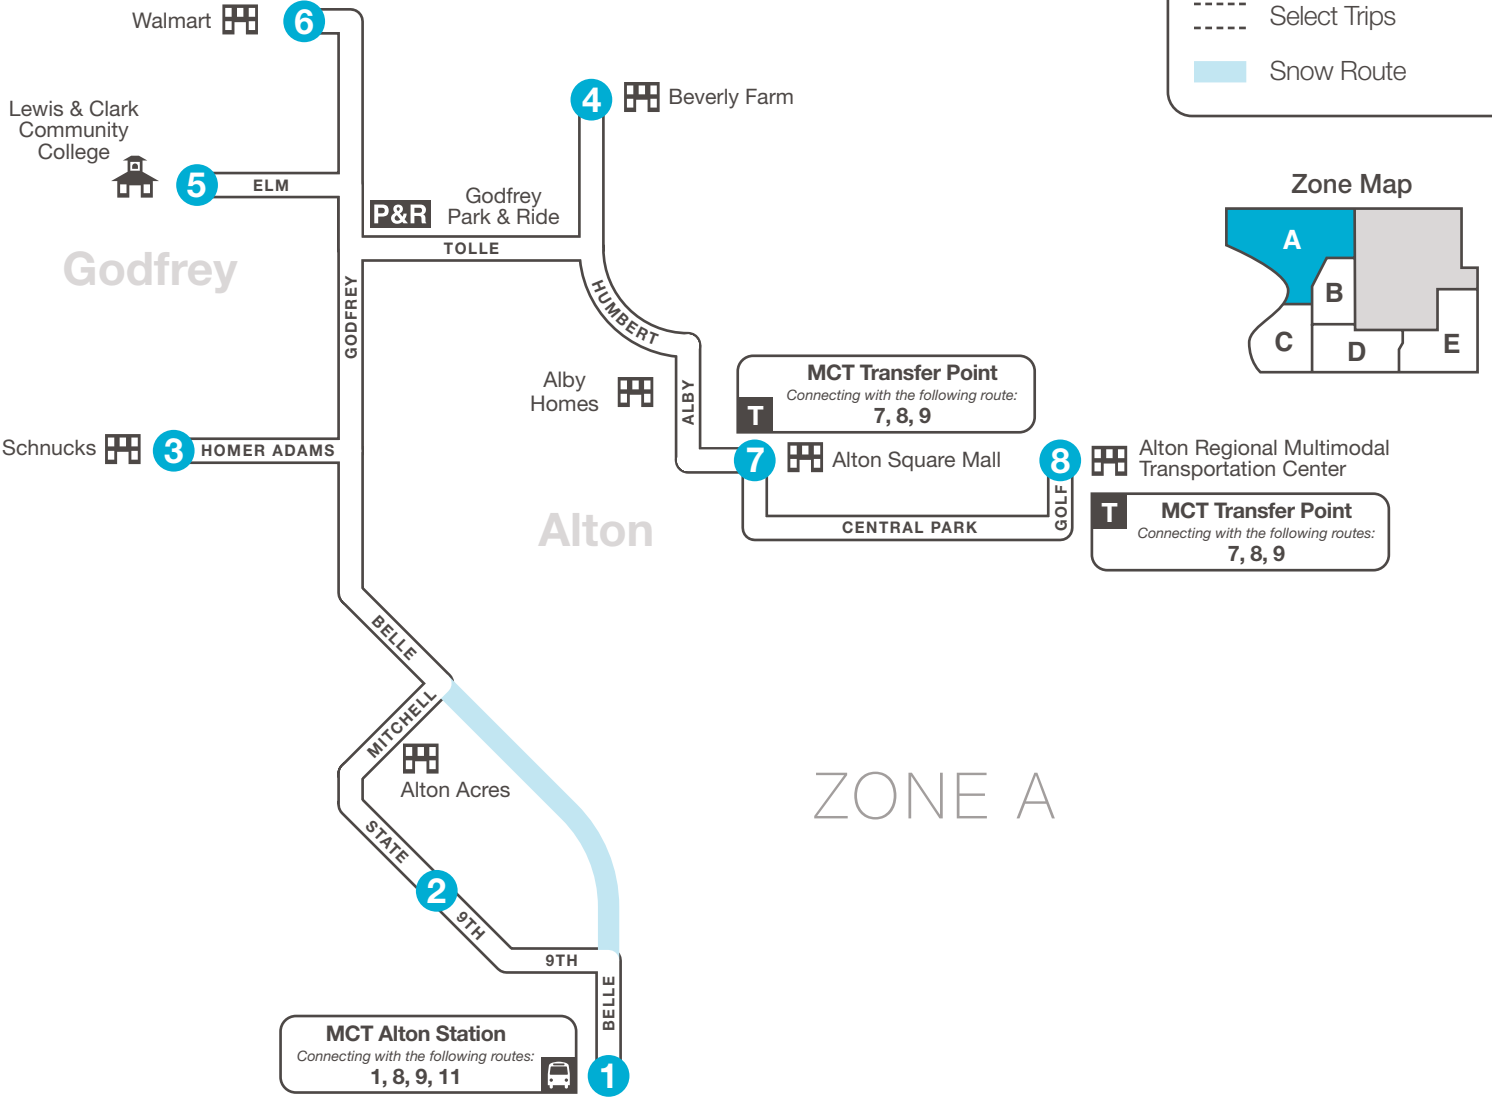 Walmart
6
Lewis & Clark
Community
College
5
ELM
4
Beverly Farm
Select Trips
Snow Route
Zone Map
A
B
C
D
E
P&R
Godfrey
Park & Ride
TOLLE
Godfrey
GODFREY
HUMBERT
Alby
Homes
ALBY
MCT Transfer Point
Connecting with the following route:
7, 8, 9
T
Schnucks
3
HOMER ADAMS
7
Alton Square Mall
8
Alton Regional Multimodal
Transportation Center
GOLF
CENTRAL PARK
T
MCT Transfer Point
Connecting with the following routes:
7, 8, 9
Alton
BELLE
MITCHELL
Alton Acres
ZONE A
STATE
2
9TH
9TH
BELLE
MCT Alton Station
Connecting with the following routes:
1, 8, 9, 11
1